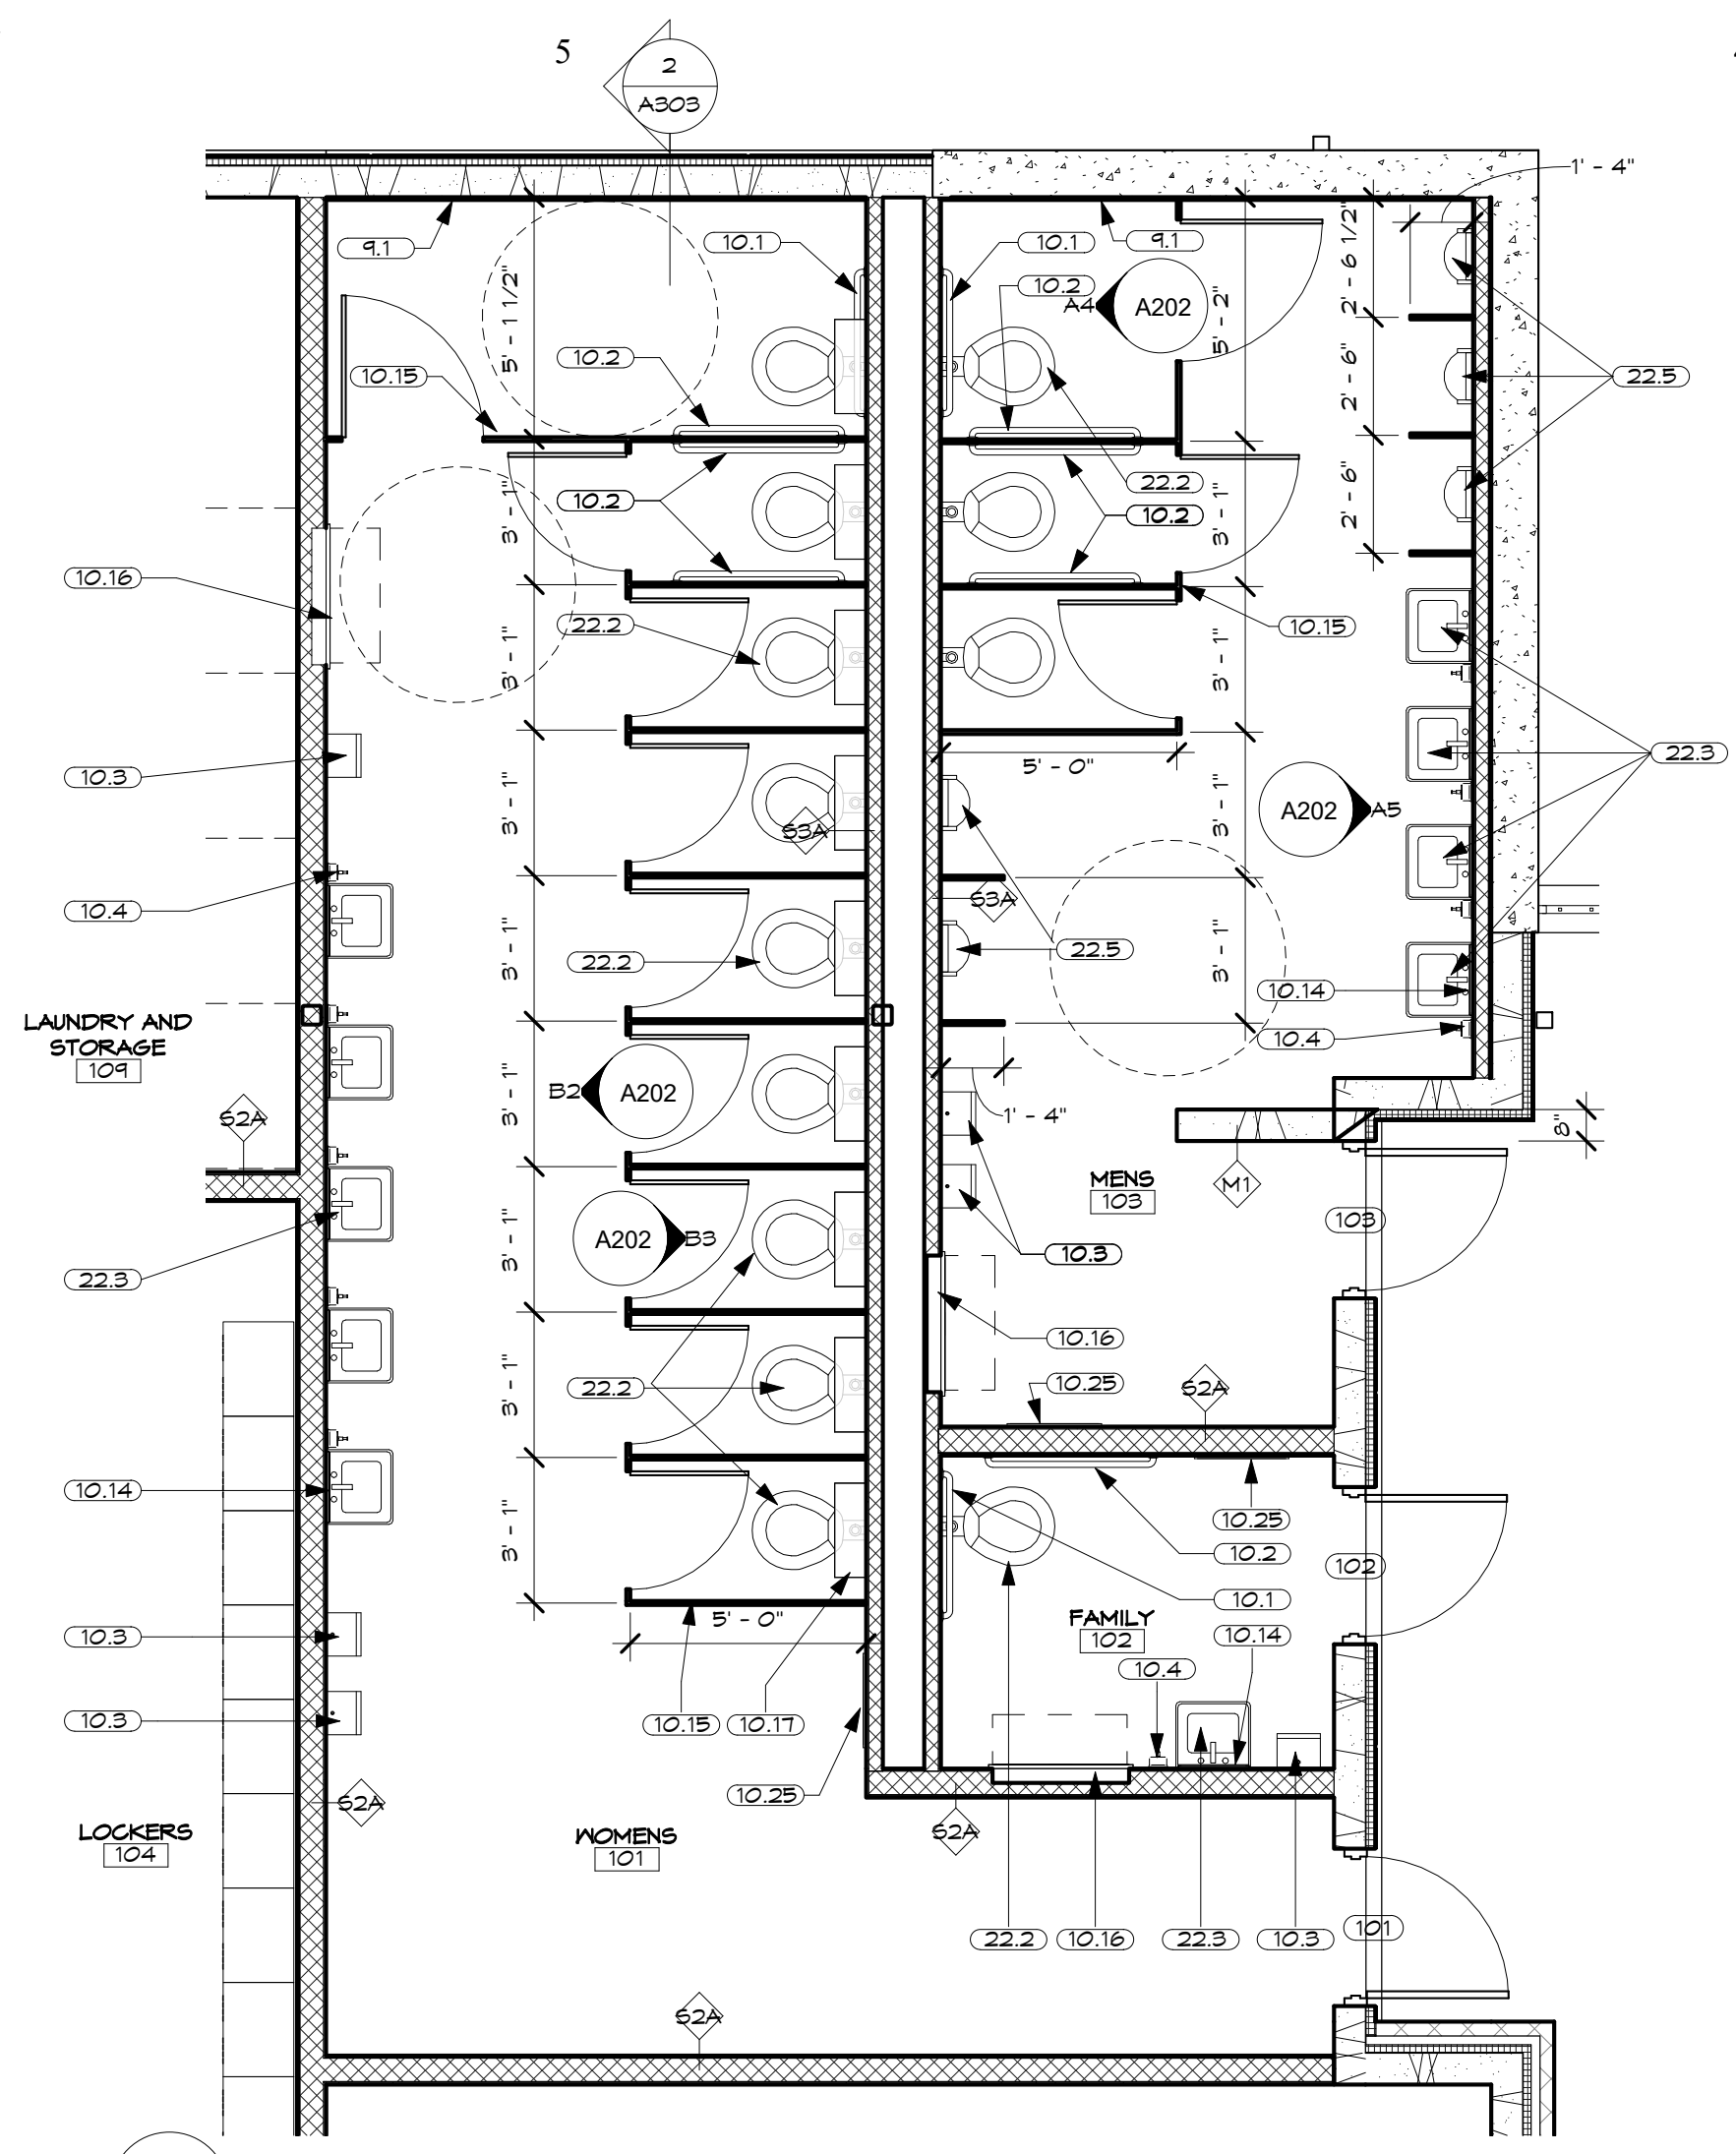 5
2
A303
1' - 4"
9.1
10.1
10.1
9.1
10.2
A4
A202
5' - 1 1/2"
5' - 2"
2' - 6 1/2"
10.2
10.15
22.5
2' - 6"
22.2
10.2
10.2
3' - 1"
3' - 1"
2' - 6"
10.16
22.2
10.15
3' - 1"
3' - 1"
10.3
5' - 0"
22.3
3' - 1"
S3A
3' - 1"
A202
A5
10.4
S3A
22.2
22.5
3' - 1"
3' - 1"
10.14
10.4
LAUNDRY AND
STORAGE
109
S2A
B2
A202
3' - 1"
1' - 4"
8"
MENS
103
M1
103
A202
B3
3' - 1"
10.3
22.3
10.16
22.2
3' - 1"
10.25
S2A
10.14
3' - 1"
10.25
10.2
102
10.1
10.3
5' - 0"
FAMILY
102
10.14
10.4
10.3
10.15
10.17
10.25
S2A
LOCKERS
104
WOMENS
101
S2A
22.2
10.16
22.3
10.3
101
S2A